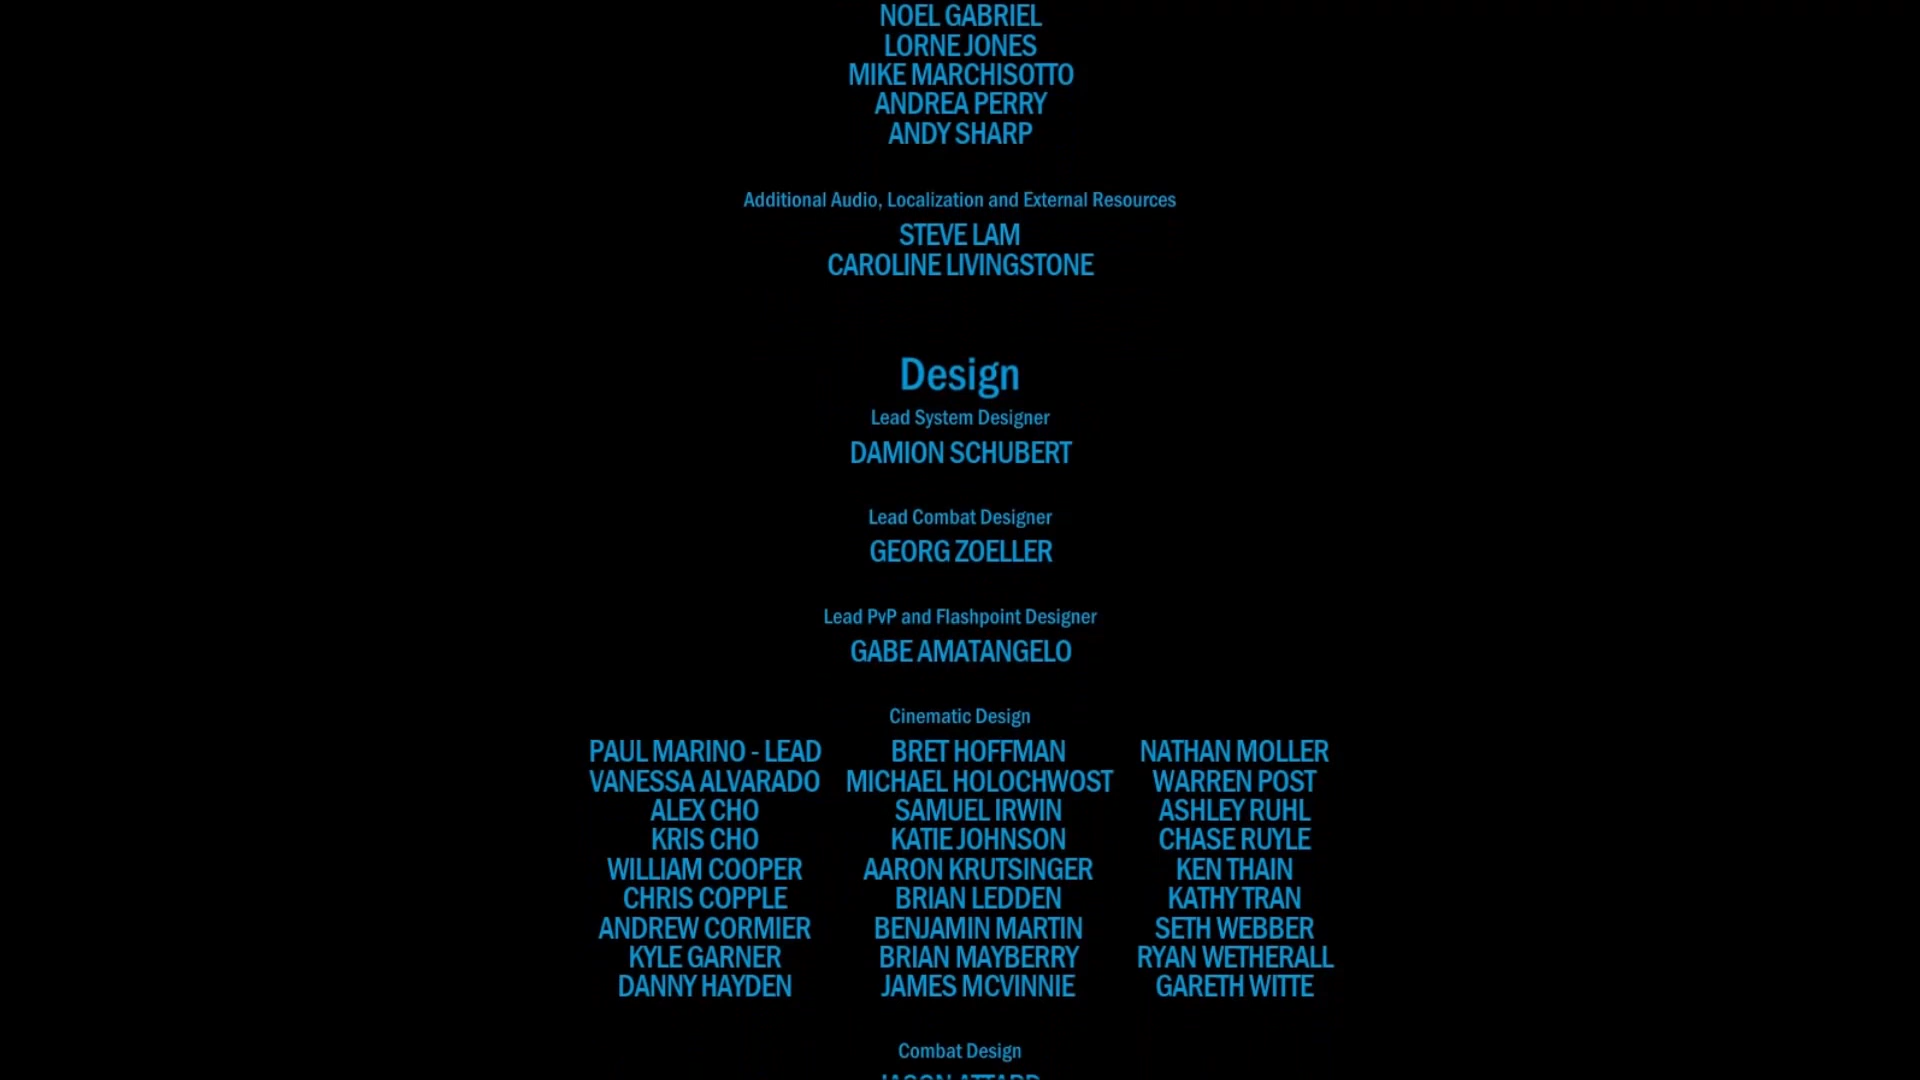 NOEL GABRIEL
LORNE JONES
MIKE MARCHISOTTO
ANDREA PERRY
ANDY SHARP
Additional Audio, Localization and External Resources
STEVE LAM
CAROLINE LIVINGSTONE
Design
Lead System Designer
DAMION SCHUBERT
Lead Combat Designer
GEORG ZOELLER
Lead PvP and Flashpoint Designer
GABE AMATANGELO
Cinematic Design
PAUL MARINO - LEAD BRET HOFFMAN NATHAN MOLLER
VANESSA ALVARADO MICHAEL HOLOCHWOST WARREN POST
ALEX CHO SAMUEL IRWIN ASHLEY RUHL
KRIS CHO KATIE JOHNSON CHASE RUYLE
WILLIAM COOPER AARON KRUTSINGER KEN THAIN
CHRIS COPPLE BRIAN LEDDEN KATHY TRAN
ANDREW CORMIER BENJAMIN MARTIN SETH WEBBER
KYLE GARNER BRIAN MAYBERRY RYAN WETHERALL
DANNY HAYDEN JAMES MCVINNIE GARETH WITTE
Combat Design